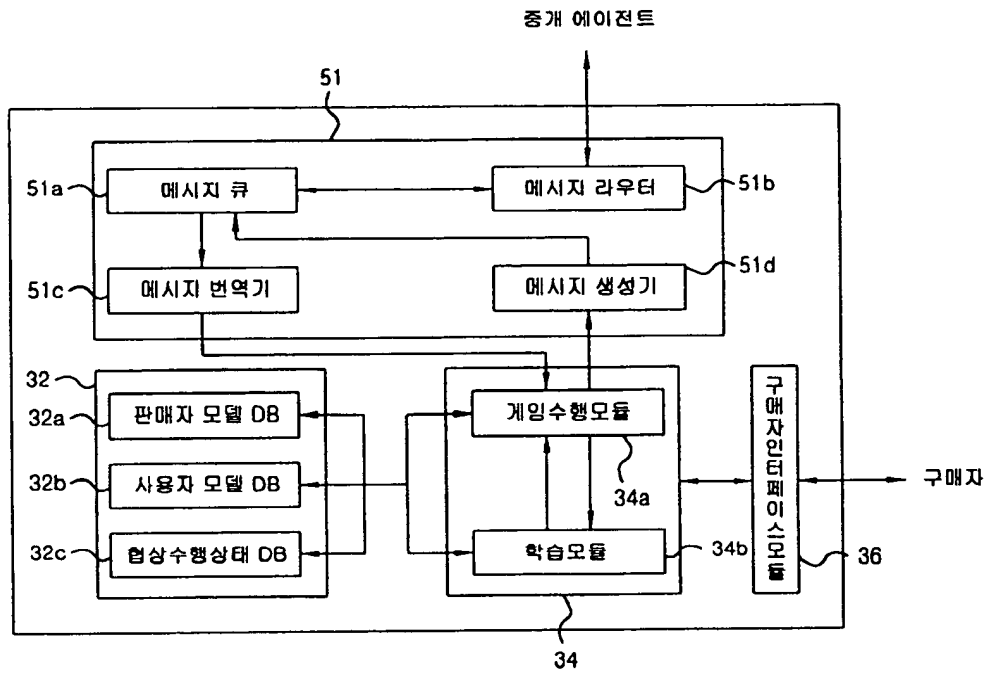 중개 에이전트
51
51a
메시지 큐
메시지 라우터
51b
51c
메시지 번역기
메시지 생성기
51d
32
32a
판매자 모델 DB
32b
사용자 모델 DB
32c
협상수행상태 DB
게임수행모듈
34a
학습모듈
34b
34
구매자인터페이스모듈
36
구매자